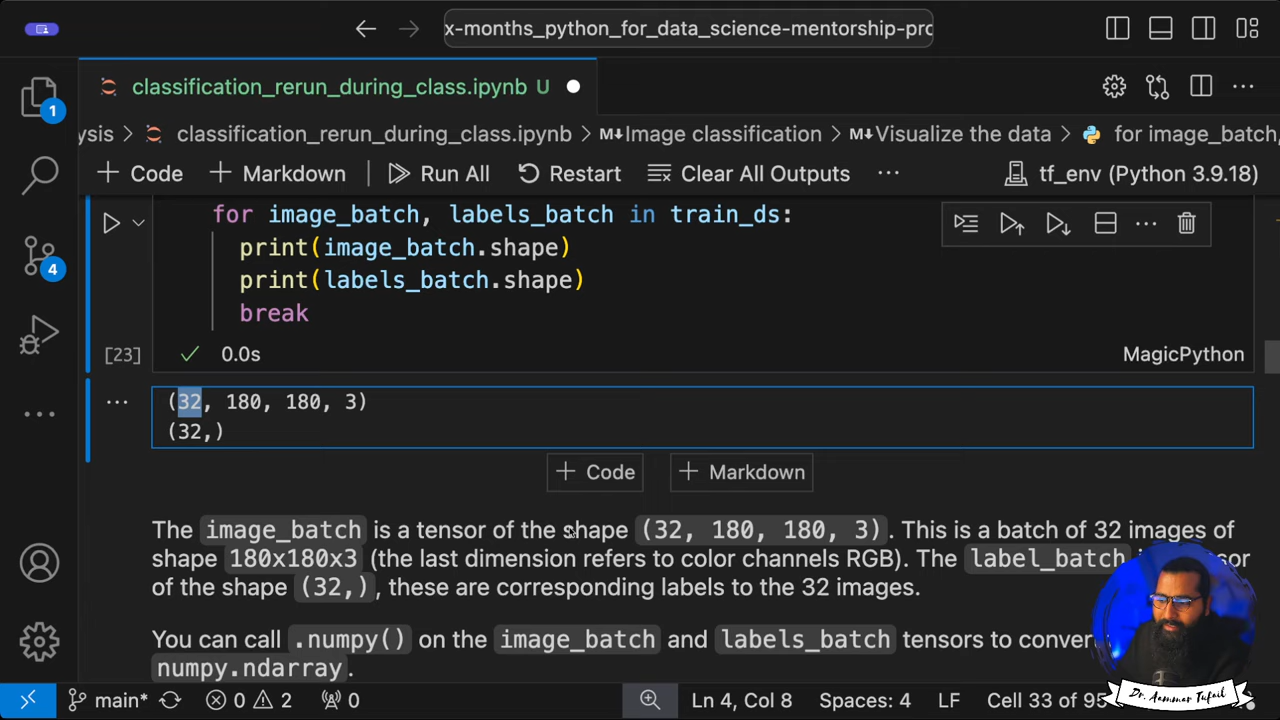 x-months_python_for_data_science-mentorship-pro
classification_rerun_during_class.ipynb U
ysis > classification_rerun_during_class.ipynb > Image classification > Visualize the data > for image_batch,
Code Markdown Run All Restart Clear All Outputs ... tf_env (Python 3.9.18)
for image_batch, labels_batch in train_ds:
print(image_batch.shape)
print(labels_batch.shape)
break
[23] 0.0s MagicPython
(32, 180, 180, 3)
(32,)
+ Code + Markdown
The image_batch is a tensor of the shape (32, 180, 180, 3). This is a batch of 32 images of
shape 180x180x3 (the last dimension refers to color channels RGB). The label_batch
of the shape (32,), these are corresponding labels to the 32 images.
You can call .numpy() on the image_batch and labels_batch tensors to
numpy.ndarray.
1
4
main* 0 2 0 Ln 4, Col 8 Spaces: 4 LF Cell 33 of 95
Dr. Aammar Tufail